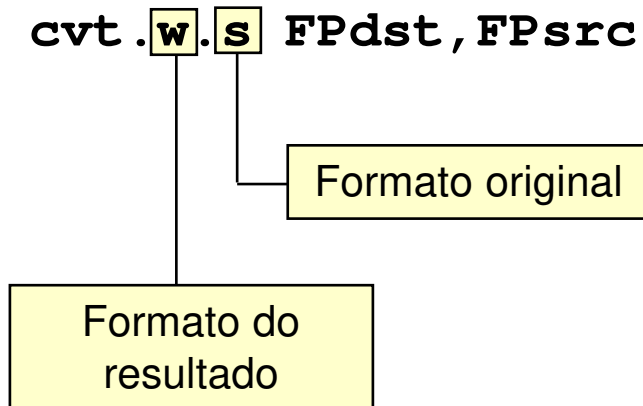 cvt.w.s FPdst,FPsrc
Formato original
Formato do
resultado